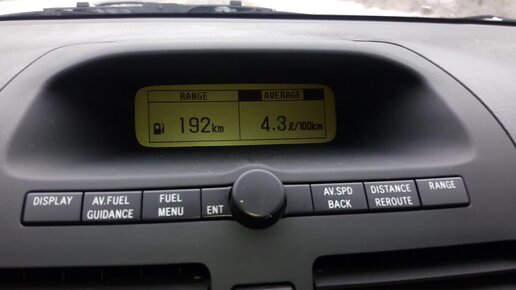 RANGE AVERAGE
192km 4.3ℓ/100km
DISPLAY AV.FUEL GUIDANCE FUEL MENU ENT AV.SPD BACK DISTANCE REROUTE RANGE